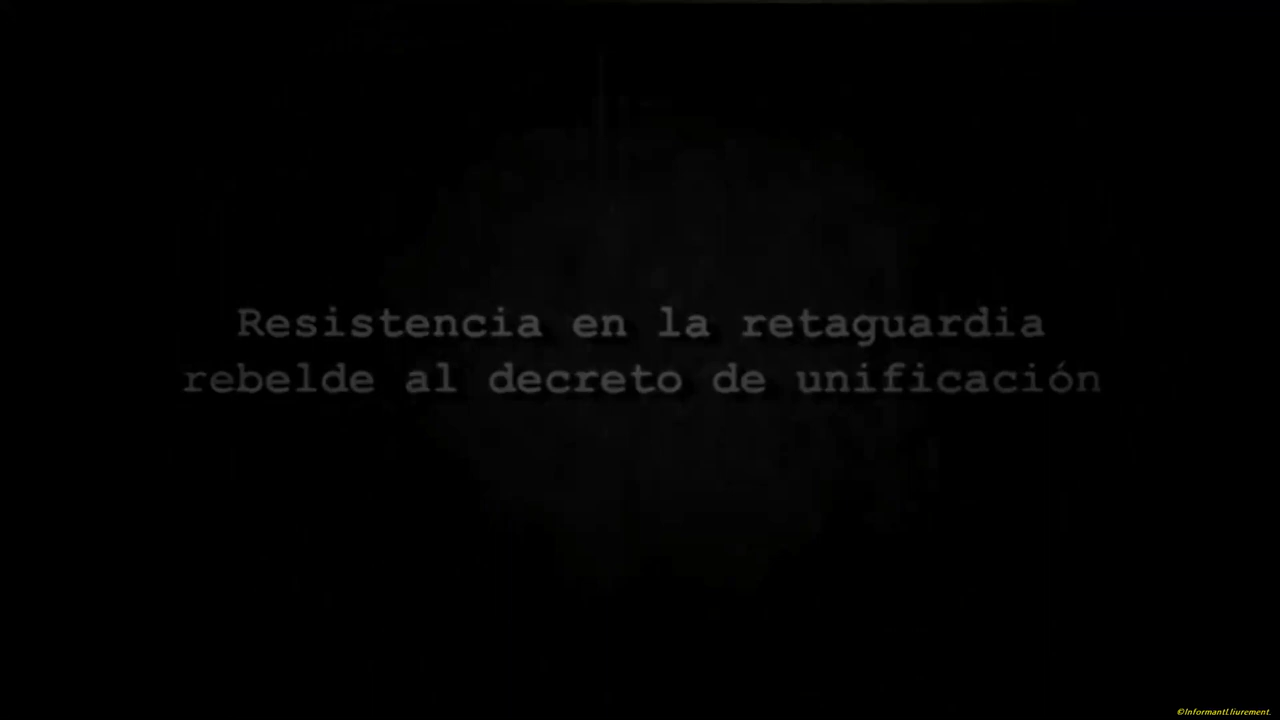 Resistencia en la retaguardia
rebelde al decreto de unificación
©InformantLliurement.